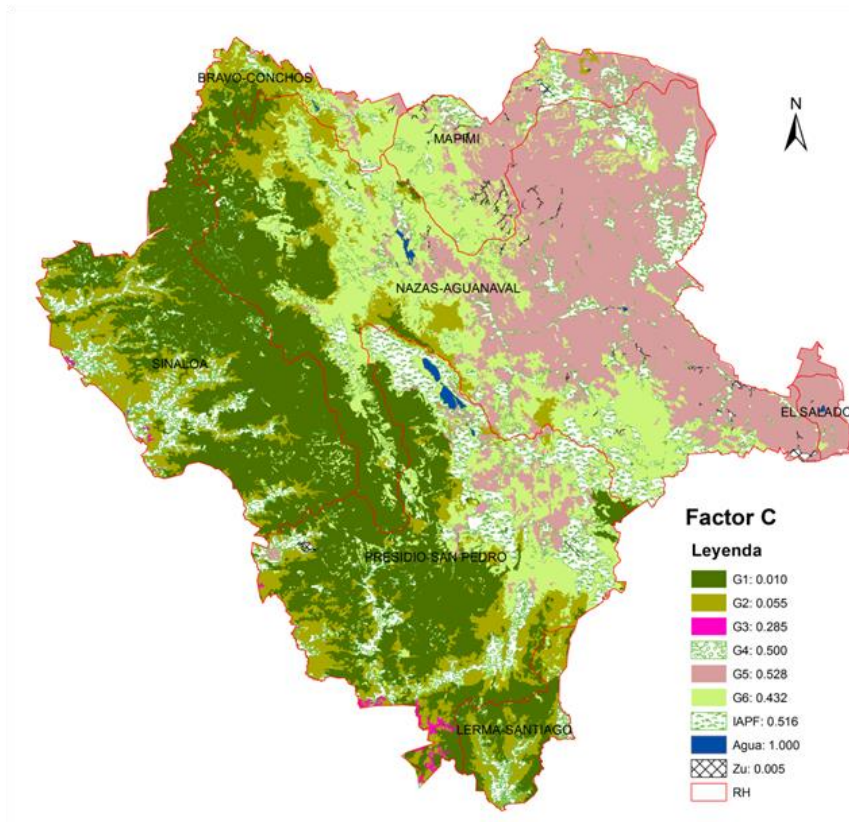 BRAVO-CONCHOS
N
MAPIMI
NAZAS-AGUANAVAL
SINALOA
EL SALADO
PRESIDIO-SAN PEDRO
LERMA-SANTIAGO
Factor C
Leyenda
G1: 0.010
G2: 0.055
G3: 0.285
G4: 0.500
G5: 0.528
G6: 0.432
IAPF: 0.516
Agua: 1.000
Zu: 0.005
RH